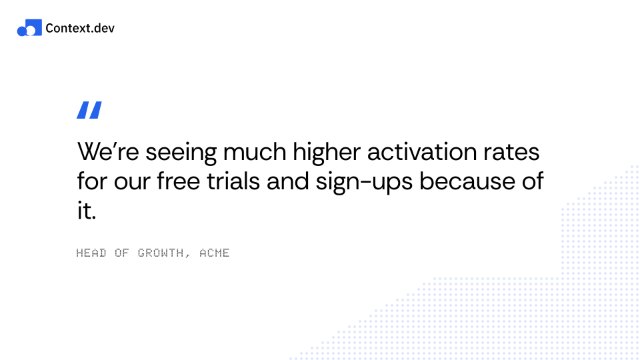 Context.dev
“
We’re seeing much higher activation rates
for our free trials and sign-ups because of
it.
HEAD OF GROWTH, ACME